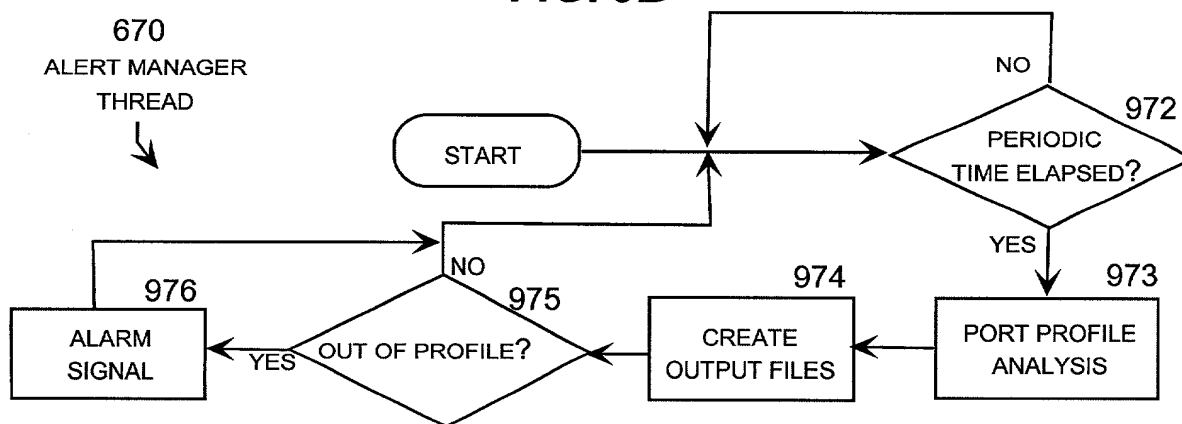 670
ALERT MANAGER
THREAD
START
NO
972
PERIODIC
TIME ELAPSED?
YES
973
PORT PROFILE
ANALYSIS
974
CREATE
OUTPUT FILES
975
OUT OF PROFILE?
NO
YES
976
ALARM
SIGNAL